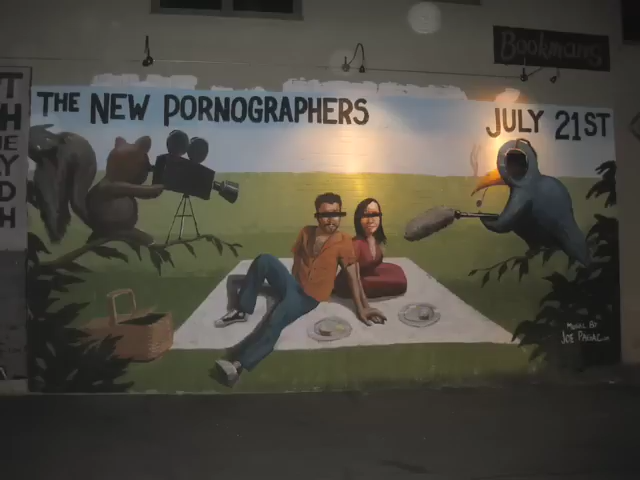 Bookmans
THE NEW PORNOGRAPHERS
JULY 21ST
MURAL BY
JOE PAGAC